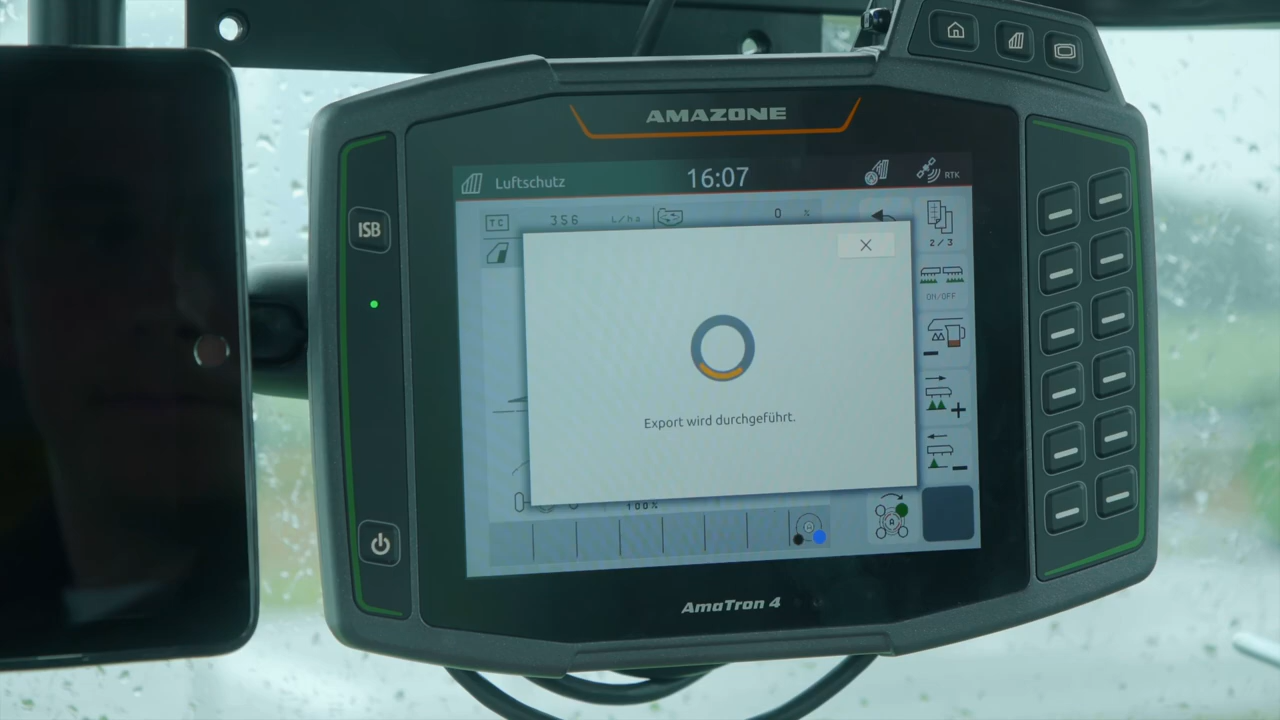 AMAZONE
Luftschutz
16:07
RTK
TC
356
L/ha
0
%
2/3
ISB
ON/OFF
Export wird durchgeführt.
100%
AmaTron 4